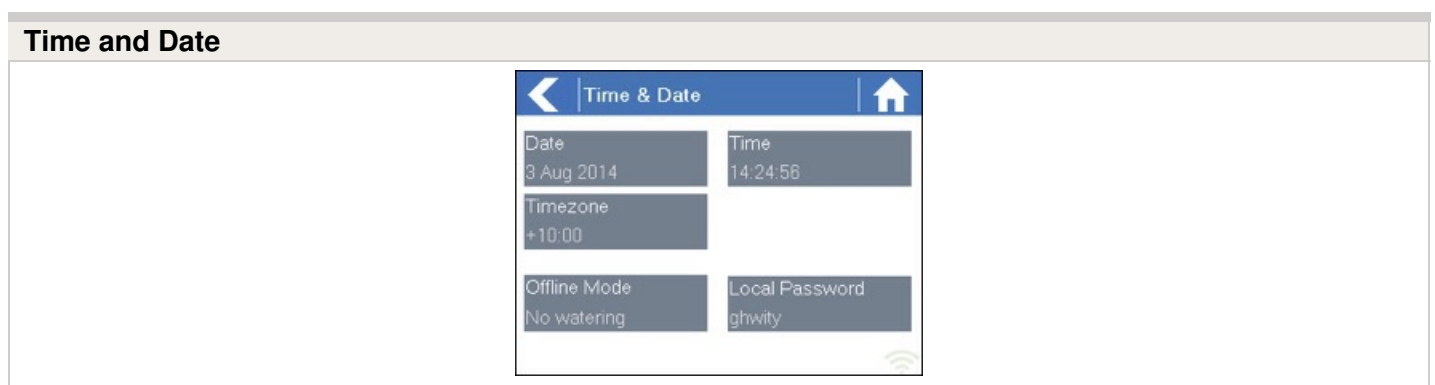 Time and Date
Time & Date
Date
3 Aug 2014
Time
14:24:56
Timezone
+10:00
Offline Mode
No watering
Local Password
ghwity